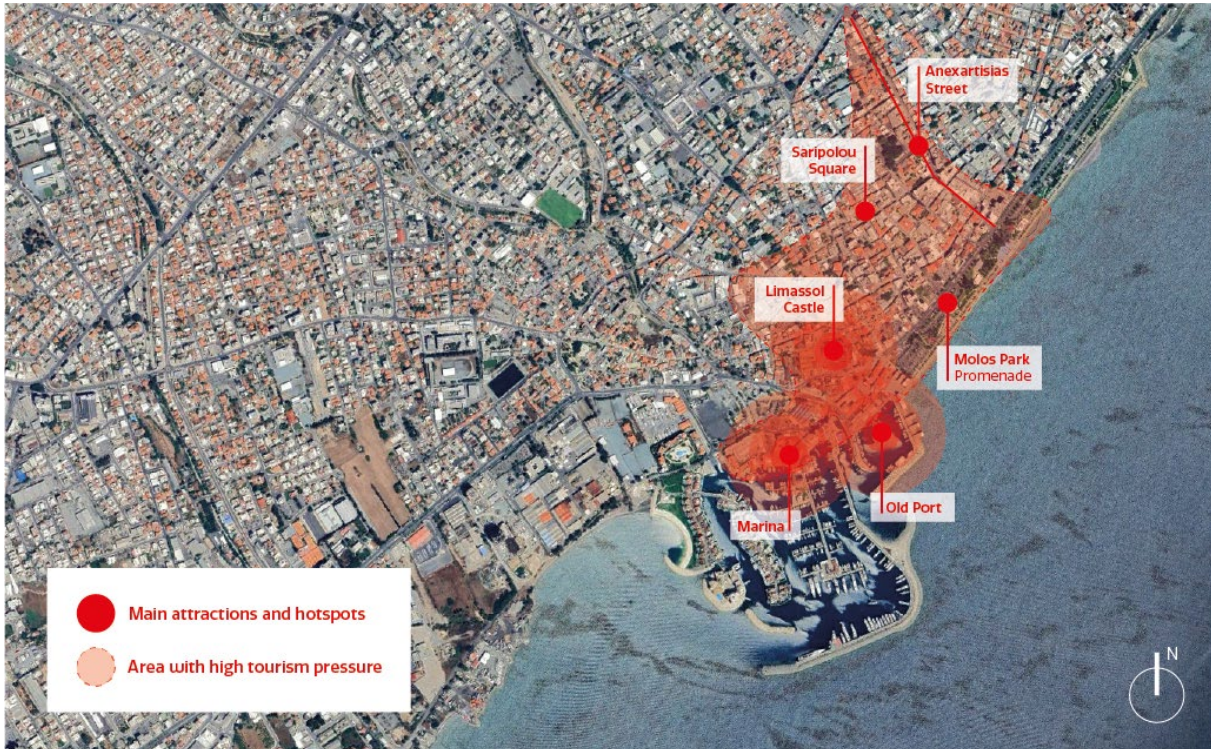 Anexartisias
Street
Saripolou
Square
Limassol
Castle
Molos Park
Promenade
Old Port
Marina
Main attractions and hotspots
Area with high tourism pressure
N